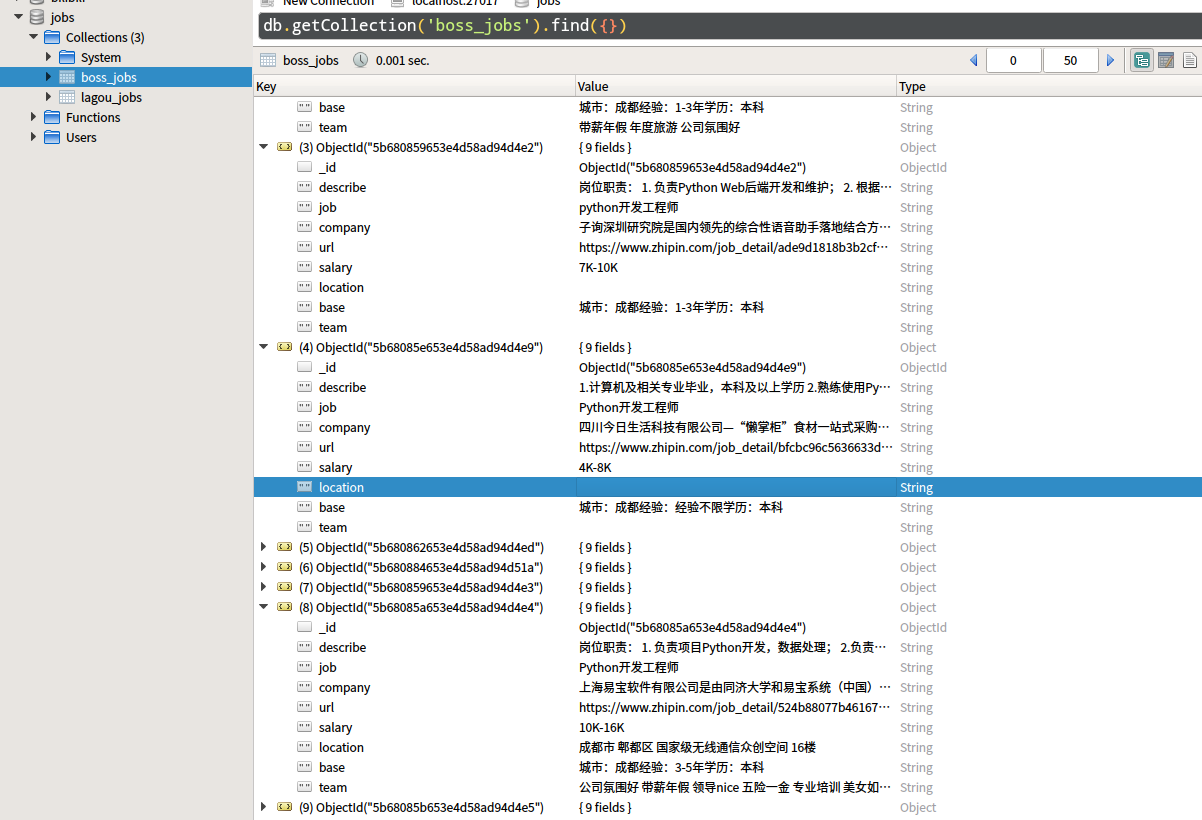 New Connection localhost:27017 jobs
jobs
db.getCollection('boss_jobs').find({})
Collections (3)
System
boss_jobs 0.001 sec. 0 50
boss_jobs
Key Value Type
lagou_jobs
base 城市：成都经验：1-3年学历：本科 String
Functions
team 带薪年假 年度旅游 公司氛围好 String
Users
(3) ObjectId("5b680859653e4d58ad94d4e2") { 9 fields } Object
_id ObjectId("5b680859653e4d58ad94d4e2") ObjectId
describe 岗位职责： 1. 负责Python Web后端开发和维护； 2. 根据… String
job python开发工程师 String
company 子询深圳研究院是国内领先的综合性语音助手落地结合方… String
url https://www.zhipin.com/job_detail/ade9d1818b3b2cf… String
salary 7K-10K String
location String
base 城市：成都经验：1-3年学历：本科 String
team String
(4) ObjectId("5b68085e653e4d58ad94d4e9") { 9 fields } Object
_id ObjectId("5b68085e653e4d58ad94d4e9") ObjectId
describe 1.计算机及相关专业毕业，本科及以上学历 2.熟练使用Py… String
job Python开发工程师 String
company 四川今日生活科技有限公司—“懒掌柜”食材一站式采购… String
url https://www.zhipin.com/job_detail/bfcbc96c5636633d… String
salary 4K-8K String
location String
base 城市：成都经验：经验不限学历：本科 String
team String
(5) ObjectId("5b680862653e4d58ad94d4ed") { 9 fields } Object
(6) ObjectId("5b680884653e4d58ad94d51a") { 9 fields } Object
(7) ObjectId("5b680859653e4d58ad94d4e3") { 9 fields } Object
(8) ObjectId("5b68085a653e4d58ad94d4e4") { 9 fields } Object
_id ObjectId("5b68085a653e4d58ad94d4e4") ObjectId
describe 岗位职责： 1. 负责项目Python开发，数据处理； 2.负责… String
job Python开发工程师 String
company 上海易宝软件有限公司是由同济大学和易宝系统（中国）… String
url https://www.zhipin.com/job_detail/524b88077b46167… String
salary 10K-16K String
location 成都市 郫都区 国家级无线通信众创空间 16楼 String
base 城市：成都经验：3-5年学历：本科 String
team 公司氛围好 带薪年假 领导nice 五险一金 专业培训 美女如… String
(9) ObjectId("5b68085b653e4d58ad94d4e5") { 9 fields } Object